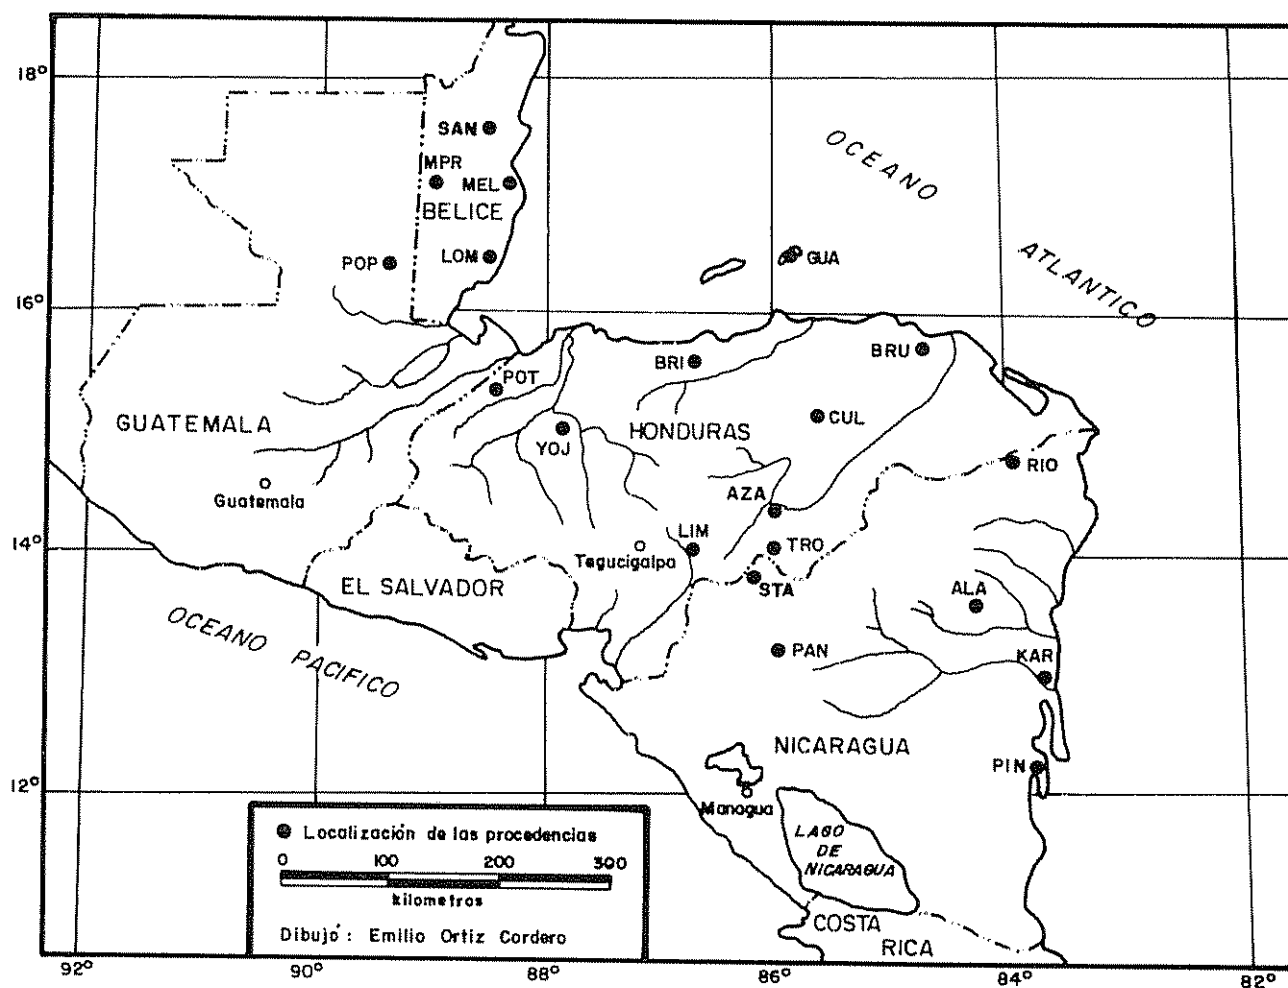 18°
SAN
MPR
MEL
BELICE
POP
LOM
OCEANO
ATLANTICO
GUA
16°
BRI
BRU
POT
GUATEMALA
YOJ
HONDURAS
CUL
RIO
Guatemala
AZA
LIM
14°
Tegucigalpa
TRO
STA
EL SALVADOR
ALA
OCEANO PACIFICO
PAN
KAR
NICARAGUA
PIN
12°
Managua
LAGO
DE
NICARAGUA
COSTA
RICA
Localización de las procedencias
0 100 200 300
kilometros
Dibujó: Emilio Ortiz Cordero
92° 90° 88° 86° 84° 82°